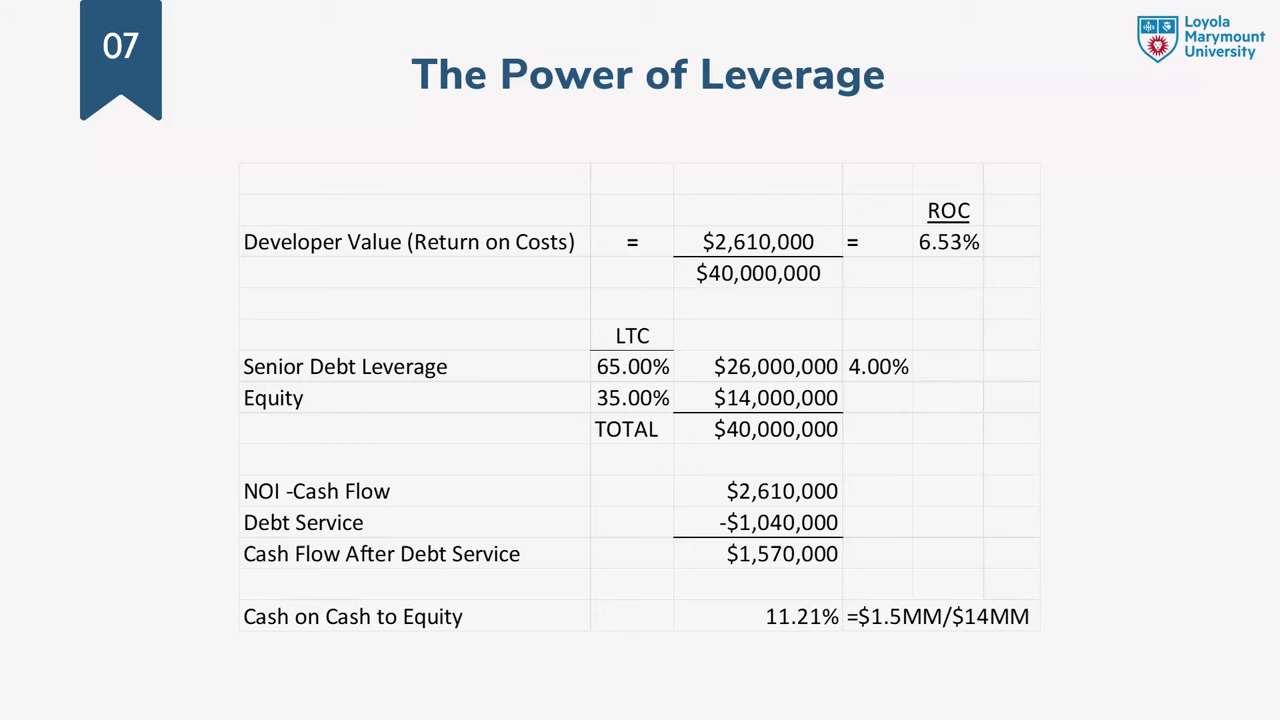 07
Loyola
Marymount
University
The Power of Leverage
ROC
Developer Value (Return on Costs) = $2,610,000 = 6.53%
$40,000,000
LTC
Senior Debt Leverage 65.00% $26,000,000 4.00%
Equity 35.00% $14,000,000
TOTAL $40,000,000
NOI -Cash Flow $2,610,000
Debt Service -$1,040,000
Cash Flow After Debt Service $1,570,000
Cash on Cash to Equity 11.21% =$1.5MM/$14MM